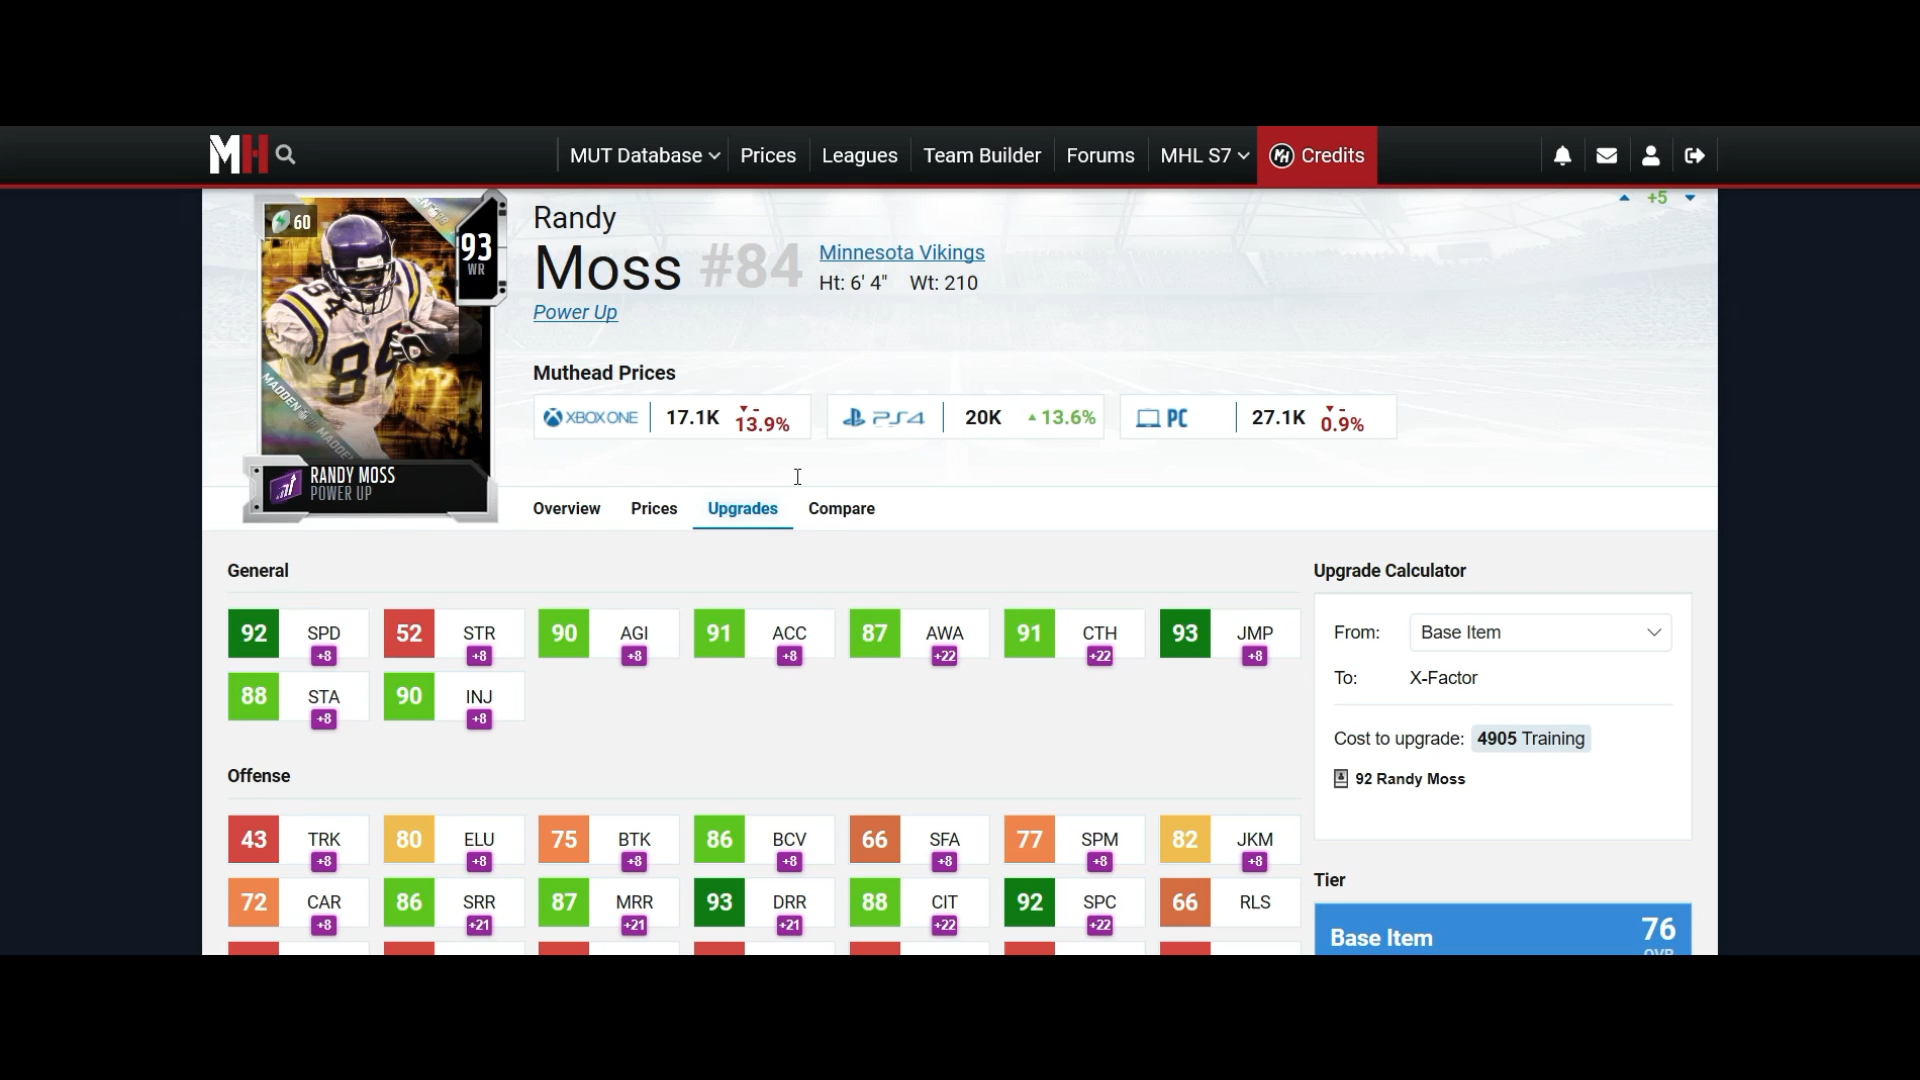 MH
MUT Database
Prices
Leagues
Team Builder
Forums
MHL S7
Credits
60
93
WR
84
84
MADDEN
RANDY MOSS
POWER UP
Randy
Moss #84
Minnesota Vikings
Ht: 6' 4" Wt: 210
Power Up
+5
Muthead Prices
XBOX ONE 17.1K - 13.9%
PS4 20K 13.6%
PC 27.1K - 0.9%
Overview Prices Upgrades Compare
General
92 SPD +8
52 STR +8
90 AGI +8
91 ACC +8
87 AWA +22
91 CTH +22
93 JMP +8
88 STA +8
90 INJ +8
Offense
43 TRK +8
80 ELU +8
75 BTK +8
86 BCV +8
66 SFA +8
77 SPM +8
82 JKM +8
72 CAR +8
86 SRR +21
87 MRR +21
93 DRR +21
88 CIT +22
92 SPC +22
66 RLS
Upgrade Calculator
From: Base Item
To: X-Factor
Cost to upgrade: 4905 Training
92 Randy Moss
Tier
Base Item 76
OVR